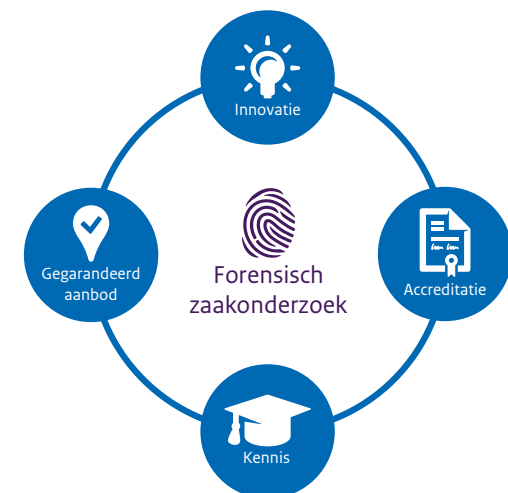 Innovatie
Gegarandeerd
aanbod
Forensisch
zaakonderzoek
Accreditatie
Kennis